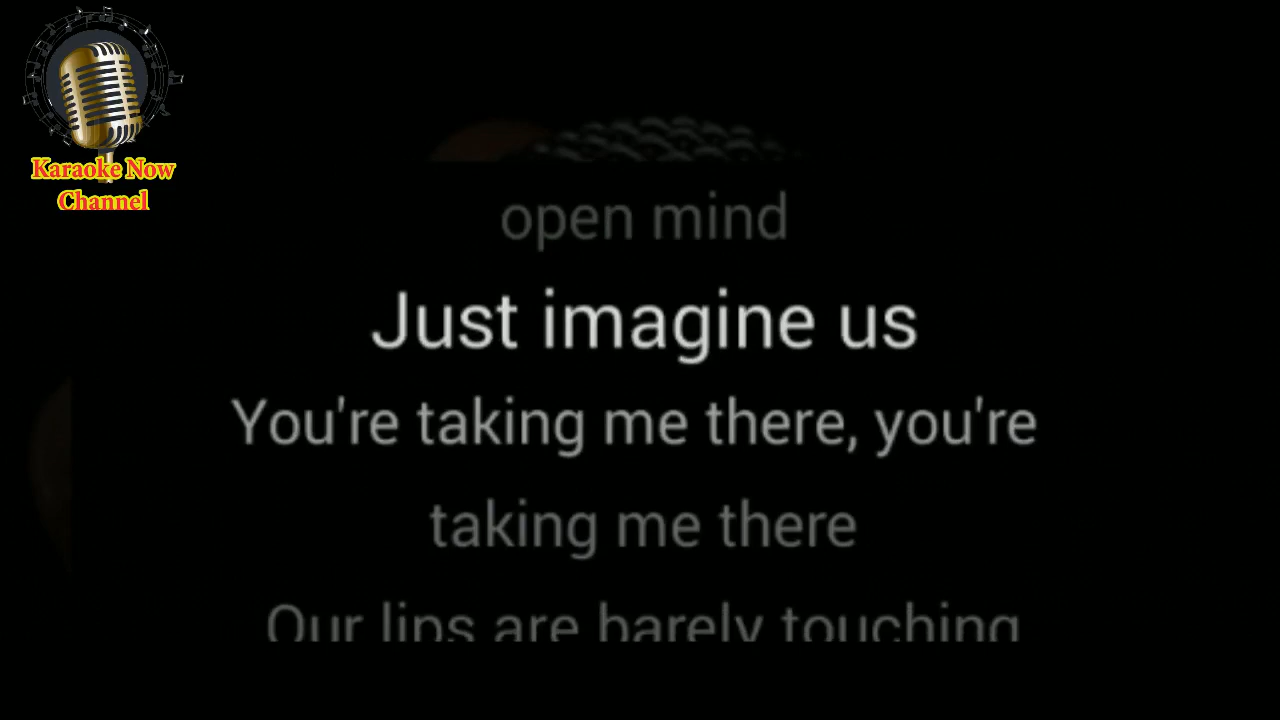 Karaoke Now
Channel
open mind
Just imagine us
You're taking me there, you're
taking me there
Our lips are barely touching